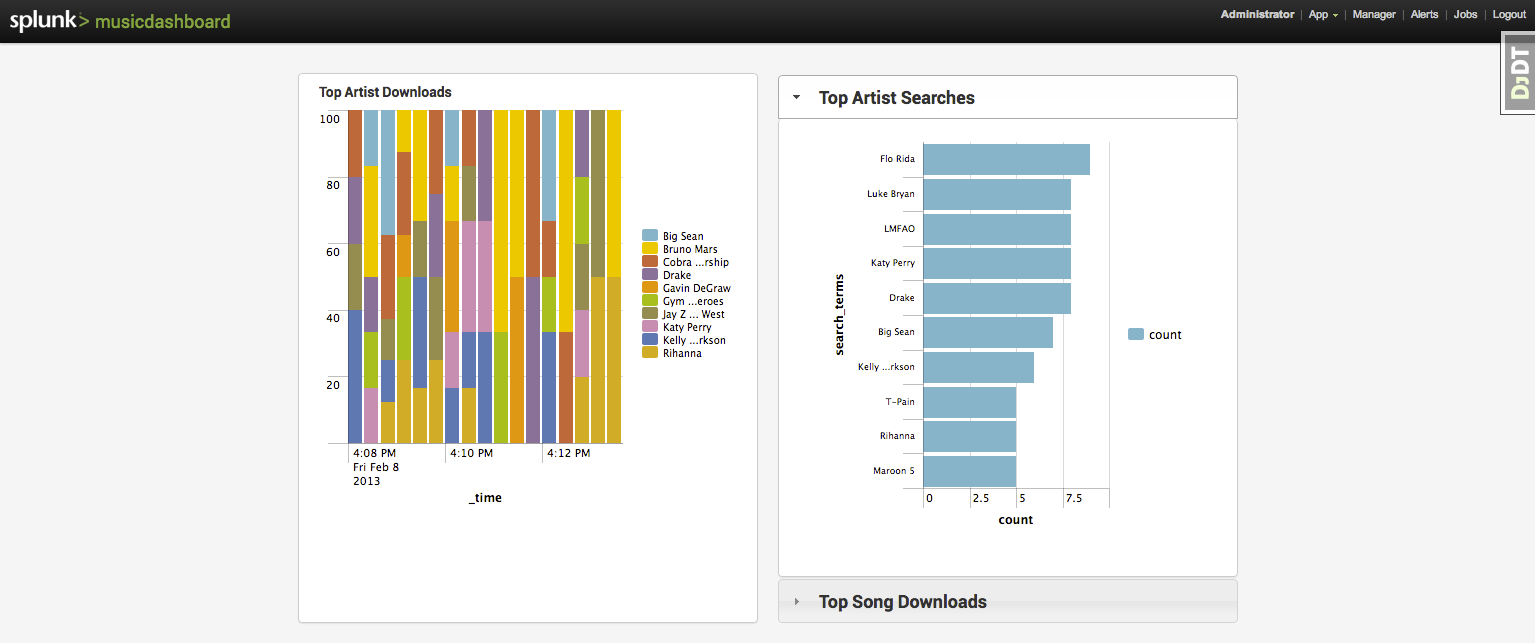 splunk> musicdashboard
Administrator | App | Manager | Alerts | Jobs | Logout
DJDT
Top Artist Downloads
100
80
60
40
20
4:08 PM
Fri Feb 8
2013
4:10 PM
4:12 PM
_time
Big Sean
Bruno Mars
Cobra ...rship
Drake
Gavin DeGraw
Gym ...eroes
Jay Z ... West
Katy Perry
Kelly ...rkson
Rihanna
Top Artist Searches
search_terms
Flo Rida
Luke Bryan
LMFAO
Katy Perry
Drake
Big Sean
Kelly ...rkson
T-Pain
Rihanna
Maroon 5
0 2.5 5 7.5
count
count
Top Song Downloads